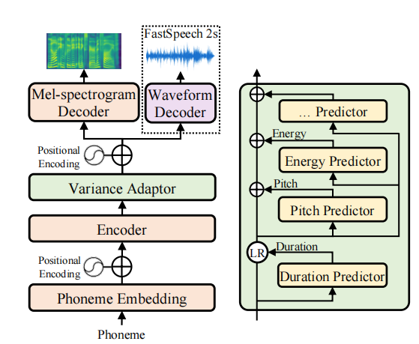 FastSpeech 2s
Mel-spectrogram
Decoder
Waveform
Decoder
Positional
Encoding
Variance Adaptor
Encoder
Positional
Encoding
Phoneme Embedding
Phoneme
... Predictor
Energy
Energy Predictor
Pitch
Pitch Predictor
LR
Duration
Duration Predictor